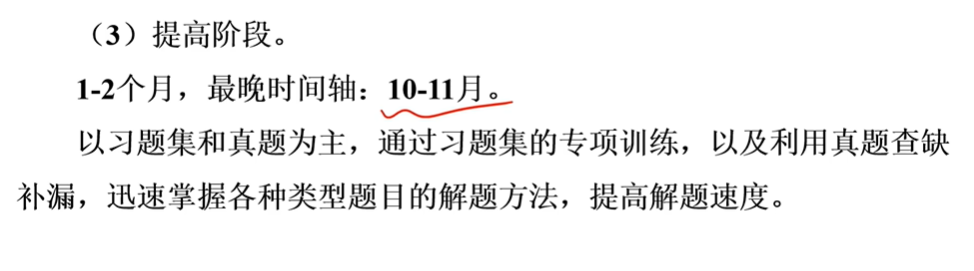 （3）提高阶段。
1-2个月，最晚时间轴：10-11月。
以习题集和真题为主，通过习题集的专项训练，以及利用真题查缺
补漏，迅速掌握各种类型题目的解题方法，提高解题速度。